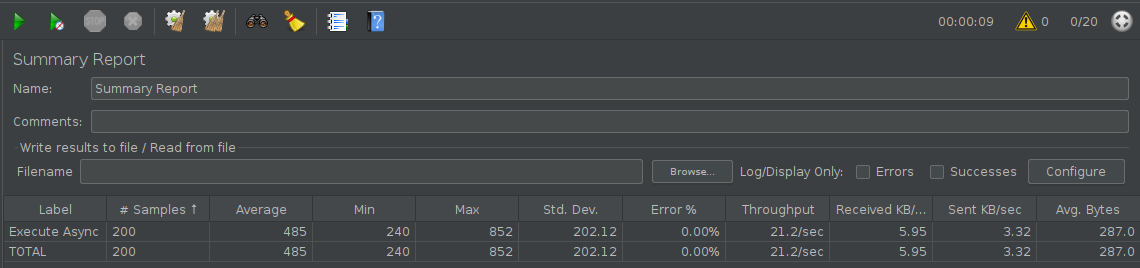 STOP 00:00:09 0 0/20
Summary Report
Name: Summary Report
Comments:
Write results to file / Read from file
Filename Browse... Log/Display Only: Errors Successes Configure
Label # Samples ↑ Average Min Max Std. Dev. Error % Throughput Received KB/... Sent KB/sec Avg. Bytes
Execute Async 200 485 240 852 202.12 0.00% 21.2/sec 5.95 3.32 287.0
TOTAL 200 485 240 852 202.12 0.00% 21.2/sec 5.95 3.32 287.0